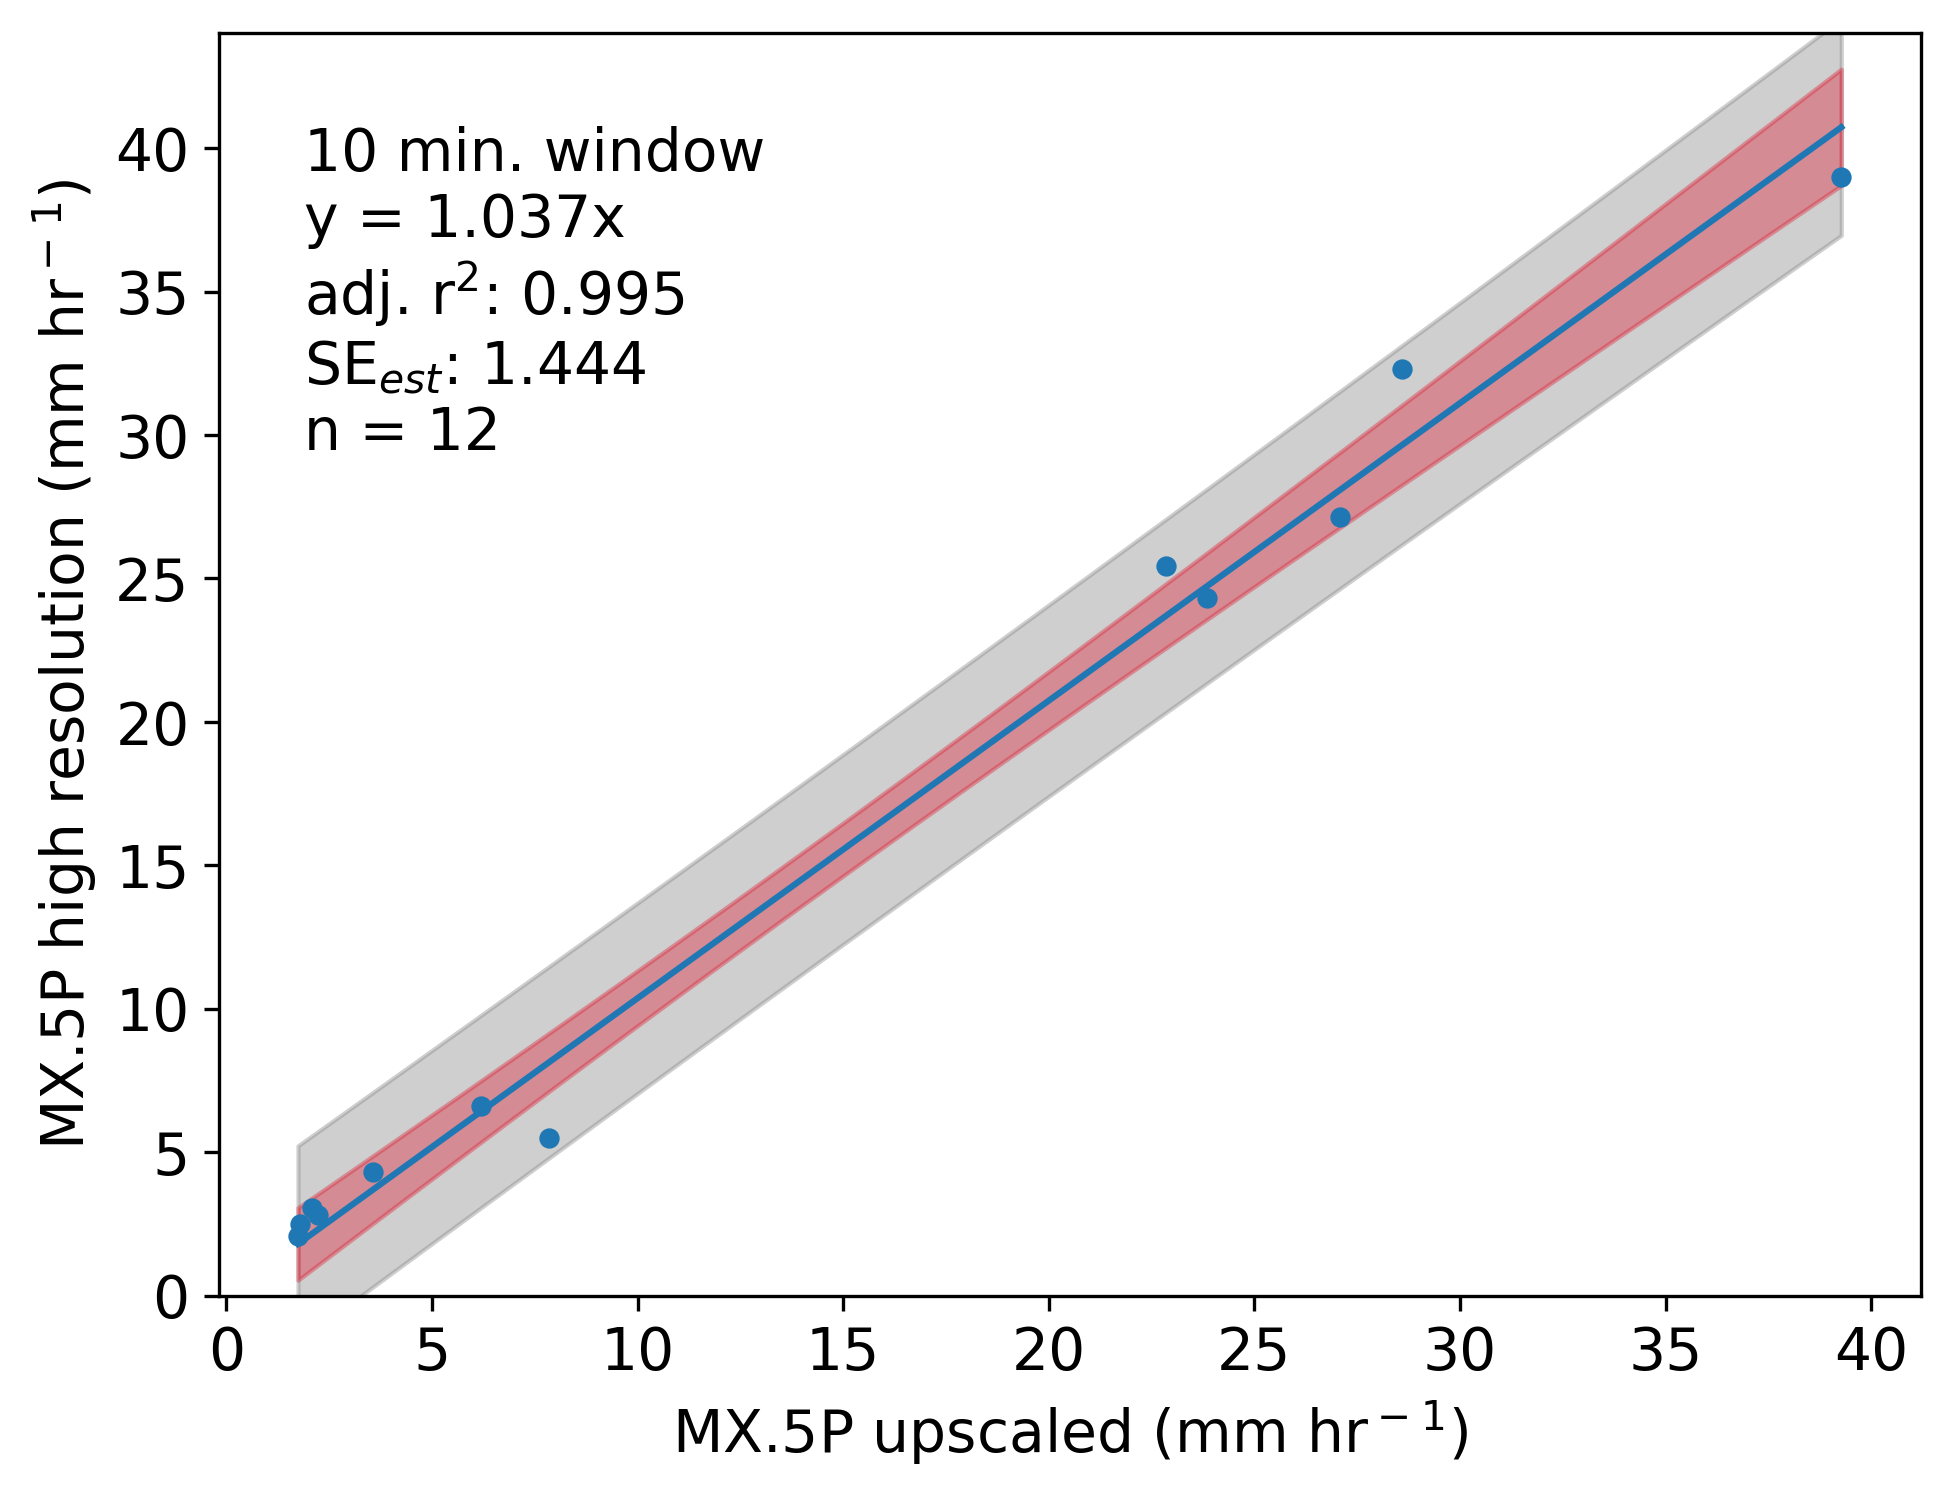 10 min. window
y = 1.037x
adj. r²: 0.995
SEest: 1.444
n = 12
MX.5P high resolution (mm hr⁻¹)
40
35
30
25
20
15
10
5
0
0 5 10 15 20 25 30 35 40
MX.5P upscaled (mm hr⁻¹)